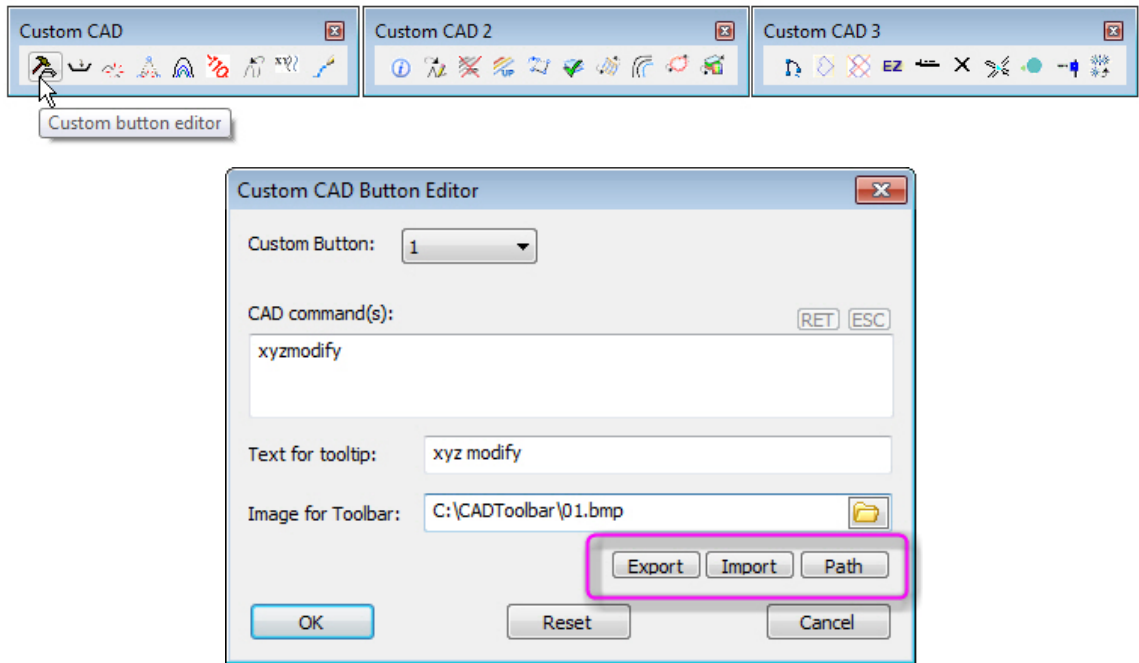 Custom CAD
Custom CAD 2
Custom CAD 3
EZ
Custom button editor
Custom CAD Button Editor
Custom Button: 1
CAD command(s):
RET ESC
xyzmodify
Text for tooltip: xyz modify
Image for Toolbar: C:\CADToolbar\01.bmp
Export Import Path
OK Reset Cancel